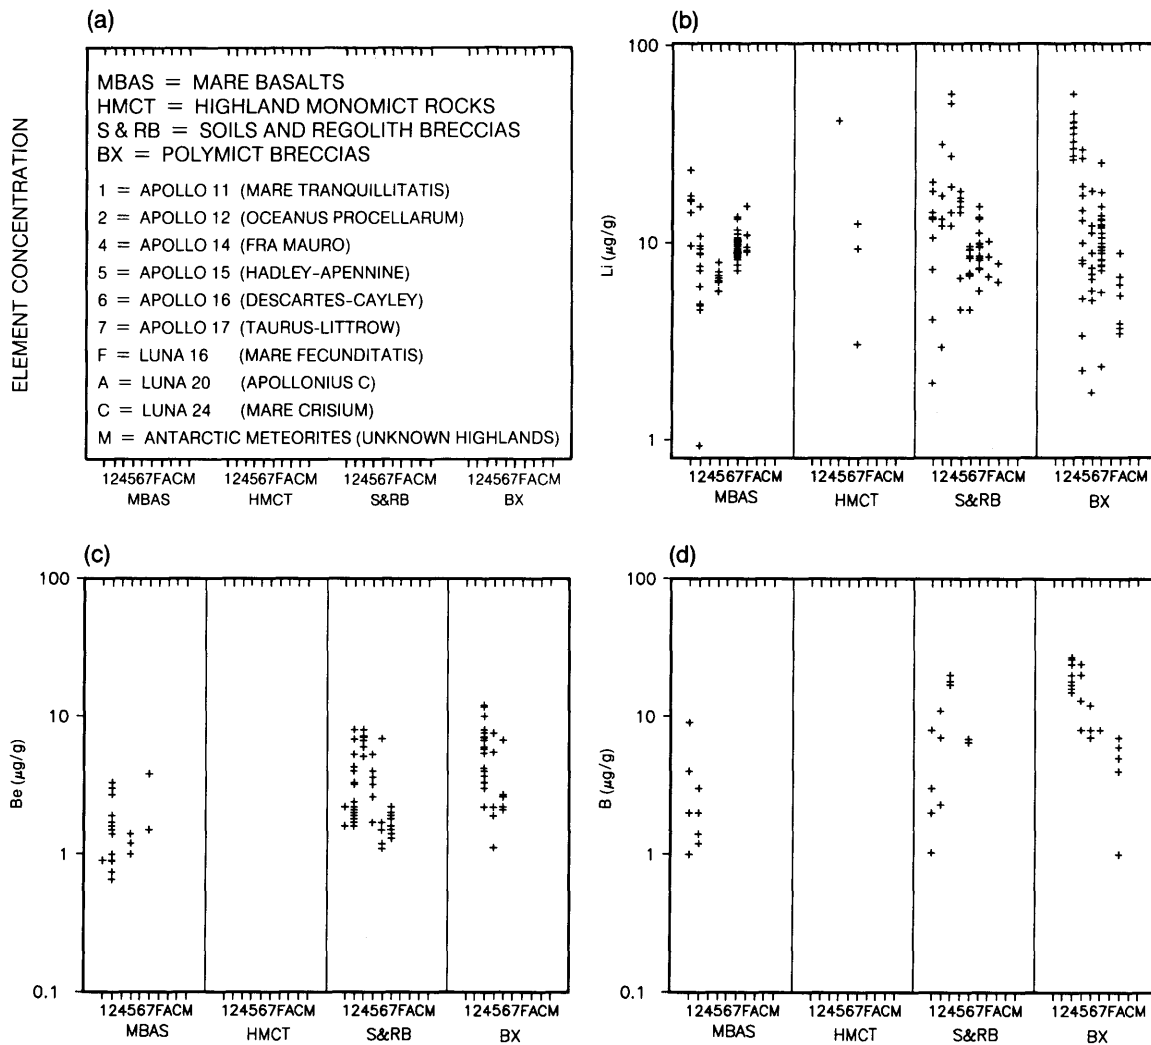 (a)
ELEMENT CONCENTRATION
MBAS = MARE BASALTS
HMCT = HIGHLAND MONOMICT ROCKS
S & RB = SOILS AND REGOLITH BRECCIAS
BX = POLYMICT BRECCIAS
1 = APOLLO 11 (MARE TRANQUILLITATIS)
2 = APOLLO 12 (OCEANUS PROCELLARUM)
4 = APOLLO 14 (FRA MAURO)
5 = APOLLO 15 (HADLEY-APENNINE)
6 = APOLLO 16 (DESCARTES-CAYLEY)
7 = APOLLO 17 (TAURUS-LITTROW)
F = LUNA 16 (MARE FECUNDITATIS)
A = LUNA 20 (APOLLONIUS C)
C = LUNA 24 (MARE CRISIUM)
M = ANTARCTIC METEORITES (UNKNOWN HIGHLANDS)
124567FACM 124567FACM 124567FACM 124567FACM
MBAS HMCT S&RB BX
(b)
100
10
1
Li (µg/g)
124567FACM 124567FACM 124567FACM 124567FACM
MBAS HMCT S&RB BX
(c)
100
10
1
0.1
Be (µg/g)
124567FACM 124567FACM 124567FACM 124567FACM
MBAS HMCT S&RB BX
(d)
100
10
1
0.1
B (µg/g)
124567FACM 124567FACM 124567FACM 124567FACM
MBAS HMCT S&RB BX